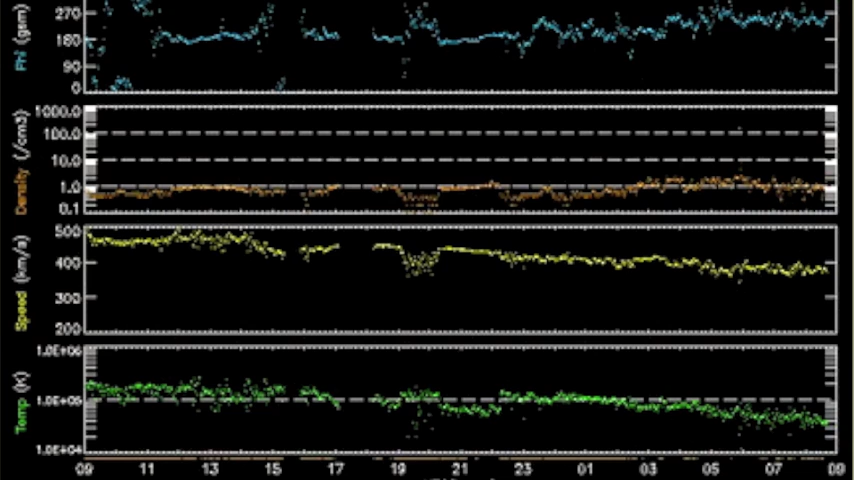 270
Phi (gsm)
180
90
0
1000.0
Density (/cm3)
100.0
10.0
1.0
0.1
500
Speed (km/s)
400
300
200
1.0E+06
Temp (K)
1.0E+05
1.0E+04
09 11 13 15 17 19 21 23 01 03 05 07 09